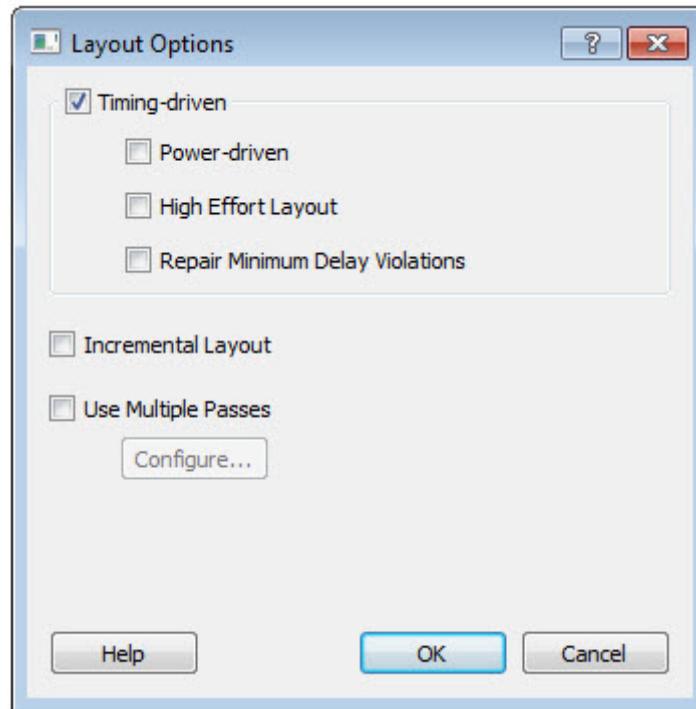 Layout Options
Timing-driven
Power-driven
High Effort Layout
Repair Minimum Delay Violations
Incremental Layout
Use Multiple Passes
Configure...
Help OK Cancel